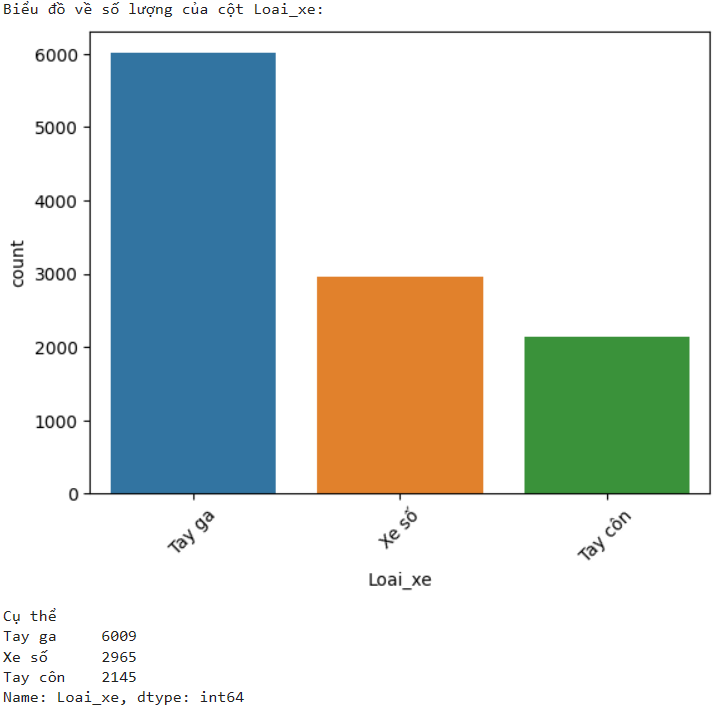 Biểu đồ về số lượng của cột Loai_xe:
6000
5000
4000
3000
2000
1000
0
count
Tay ga
Xe số
Tay côn
Loai_xe
Cụ thể
Tay ga 6009
Xe số 2965
Tay côn 2145
Name: Loai_xe, dtype: int64